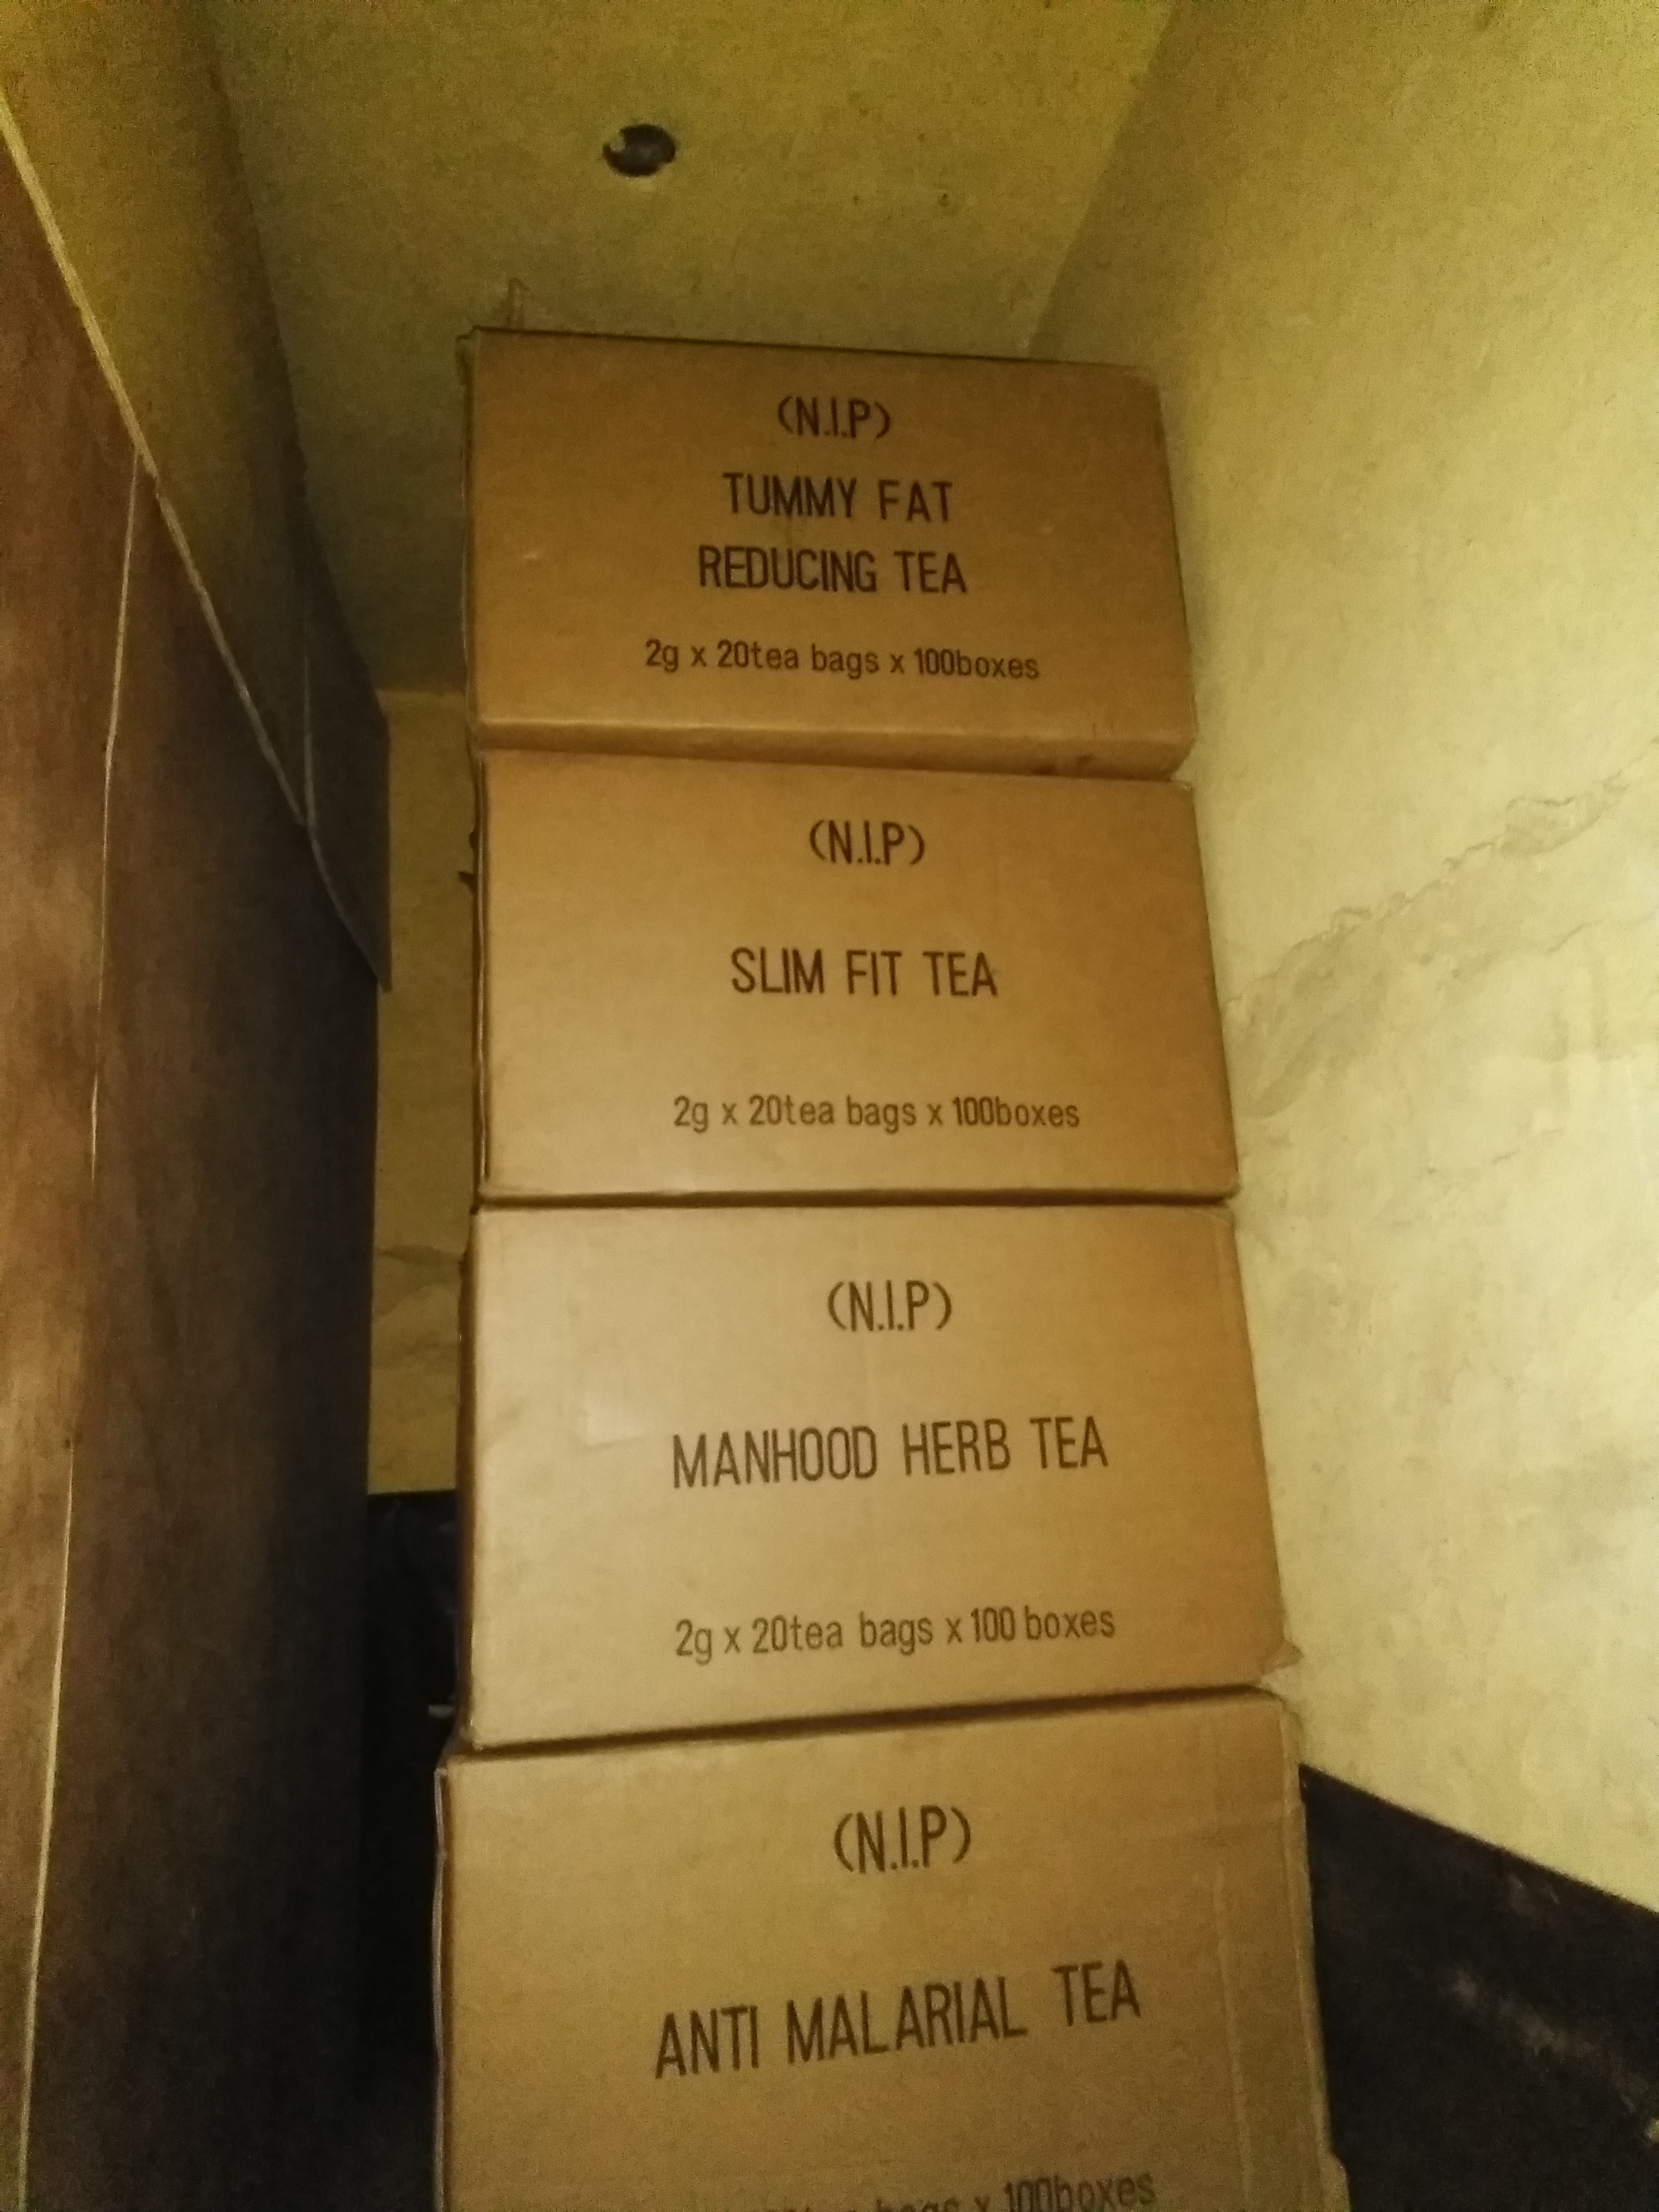 (N.I.P)
TUMMY FAT
REDUCING TEA
2g x 20tea bags x 100boxes
(N.I.P)
SLIM FIT TEA
2g x 20tea bags x 100boxes
(N.I.P)
MANHOOD HERB TEA
2g x 20tea bags x 100 boxes
(N.I.P)
ANTI MALARIAL TEA
bags x 100boxes